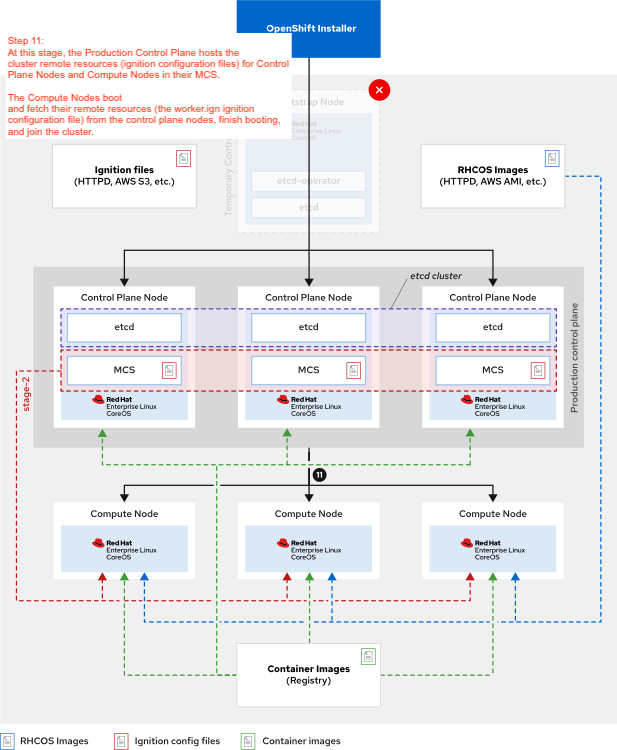 OpenShift Installer
Step 11:
At this stage, the Production Control Plane hosts the
cluster remote resources (ignition configuration files) for Control
Plane Nodes and Compute Nodes in their MCS.
The Compute Nodes boot
and fetch their remote resources (the worker.ign ignition
configuration file) from the control plane nodes, finish booting,
and join the cluster.
Node
Red Hat
Enterprise Linux
CoreOS
etcd-operator
etcd
Temporary
Ignition files
(HTTPD, AWS S3, etc.)
RHCOS Images
(HTTPD, AWS AMI, etc.)
etcd cluster
Control Plane Node
Control Plane Node
Control Plane Node
etcd
etcd
etcd
MCS
MCS
MCS
Red Hat
Enterprise Linux
CoreOS
Red Hat
Enterprise Linux
CoreOS
Red Hat
Enterprise Linux
CoreOS
Production control plane
stage-2
11
Compute Node
Compute Node
Compute Node
Red Hat
Enterprise Linux
CoreOS
Red Hat
Enterprise Linux
CoreOS
Red Hat
Enterprise Linux
CoreOS
Container Images
(Registry)
RHCOS Images
Ignition config files
Container images